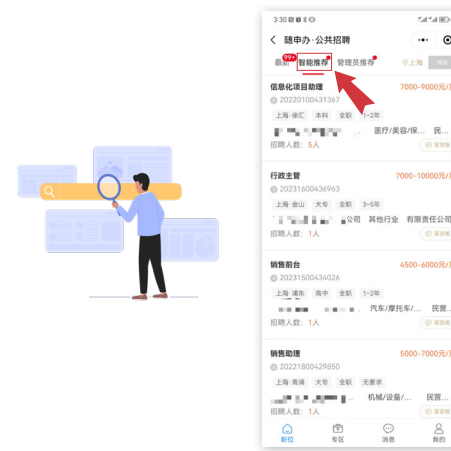 3:30
随申办·公共招聘
99+
最新 智能推荐 管理员推荐 上海
信息化项目助理 7000-9000元/
20220100431367
上海·徐汇 本科 全职 1~2年
医疗/美容/保... 民...
招聘人数: 5人
行政主管 7000-10000元/
20231600436963
上海·金山 大专 全职 3~5年
公司 其他行业 有限责任公司
招聘人数: 1人
销售前台 4500-6000元/
20231500434026
上海·浦东 高中 全职 1~2年
汽车/摩托车/... 民营...
招聘人数: 1人
销售助理 5000-7000元/
20221800429850
上海·青浦 大专 全职 无要求
机械/设备/... 民营...
招聘人数: 1人
职位 专区 消息 我的